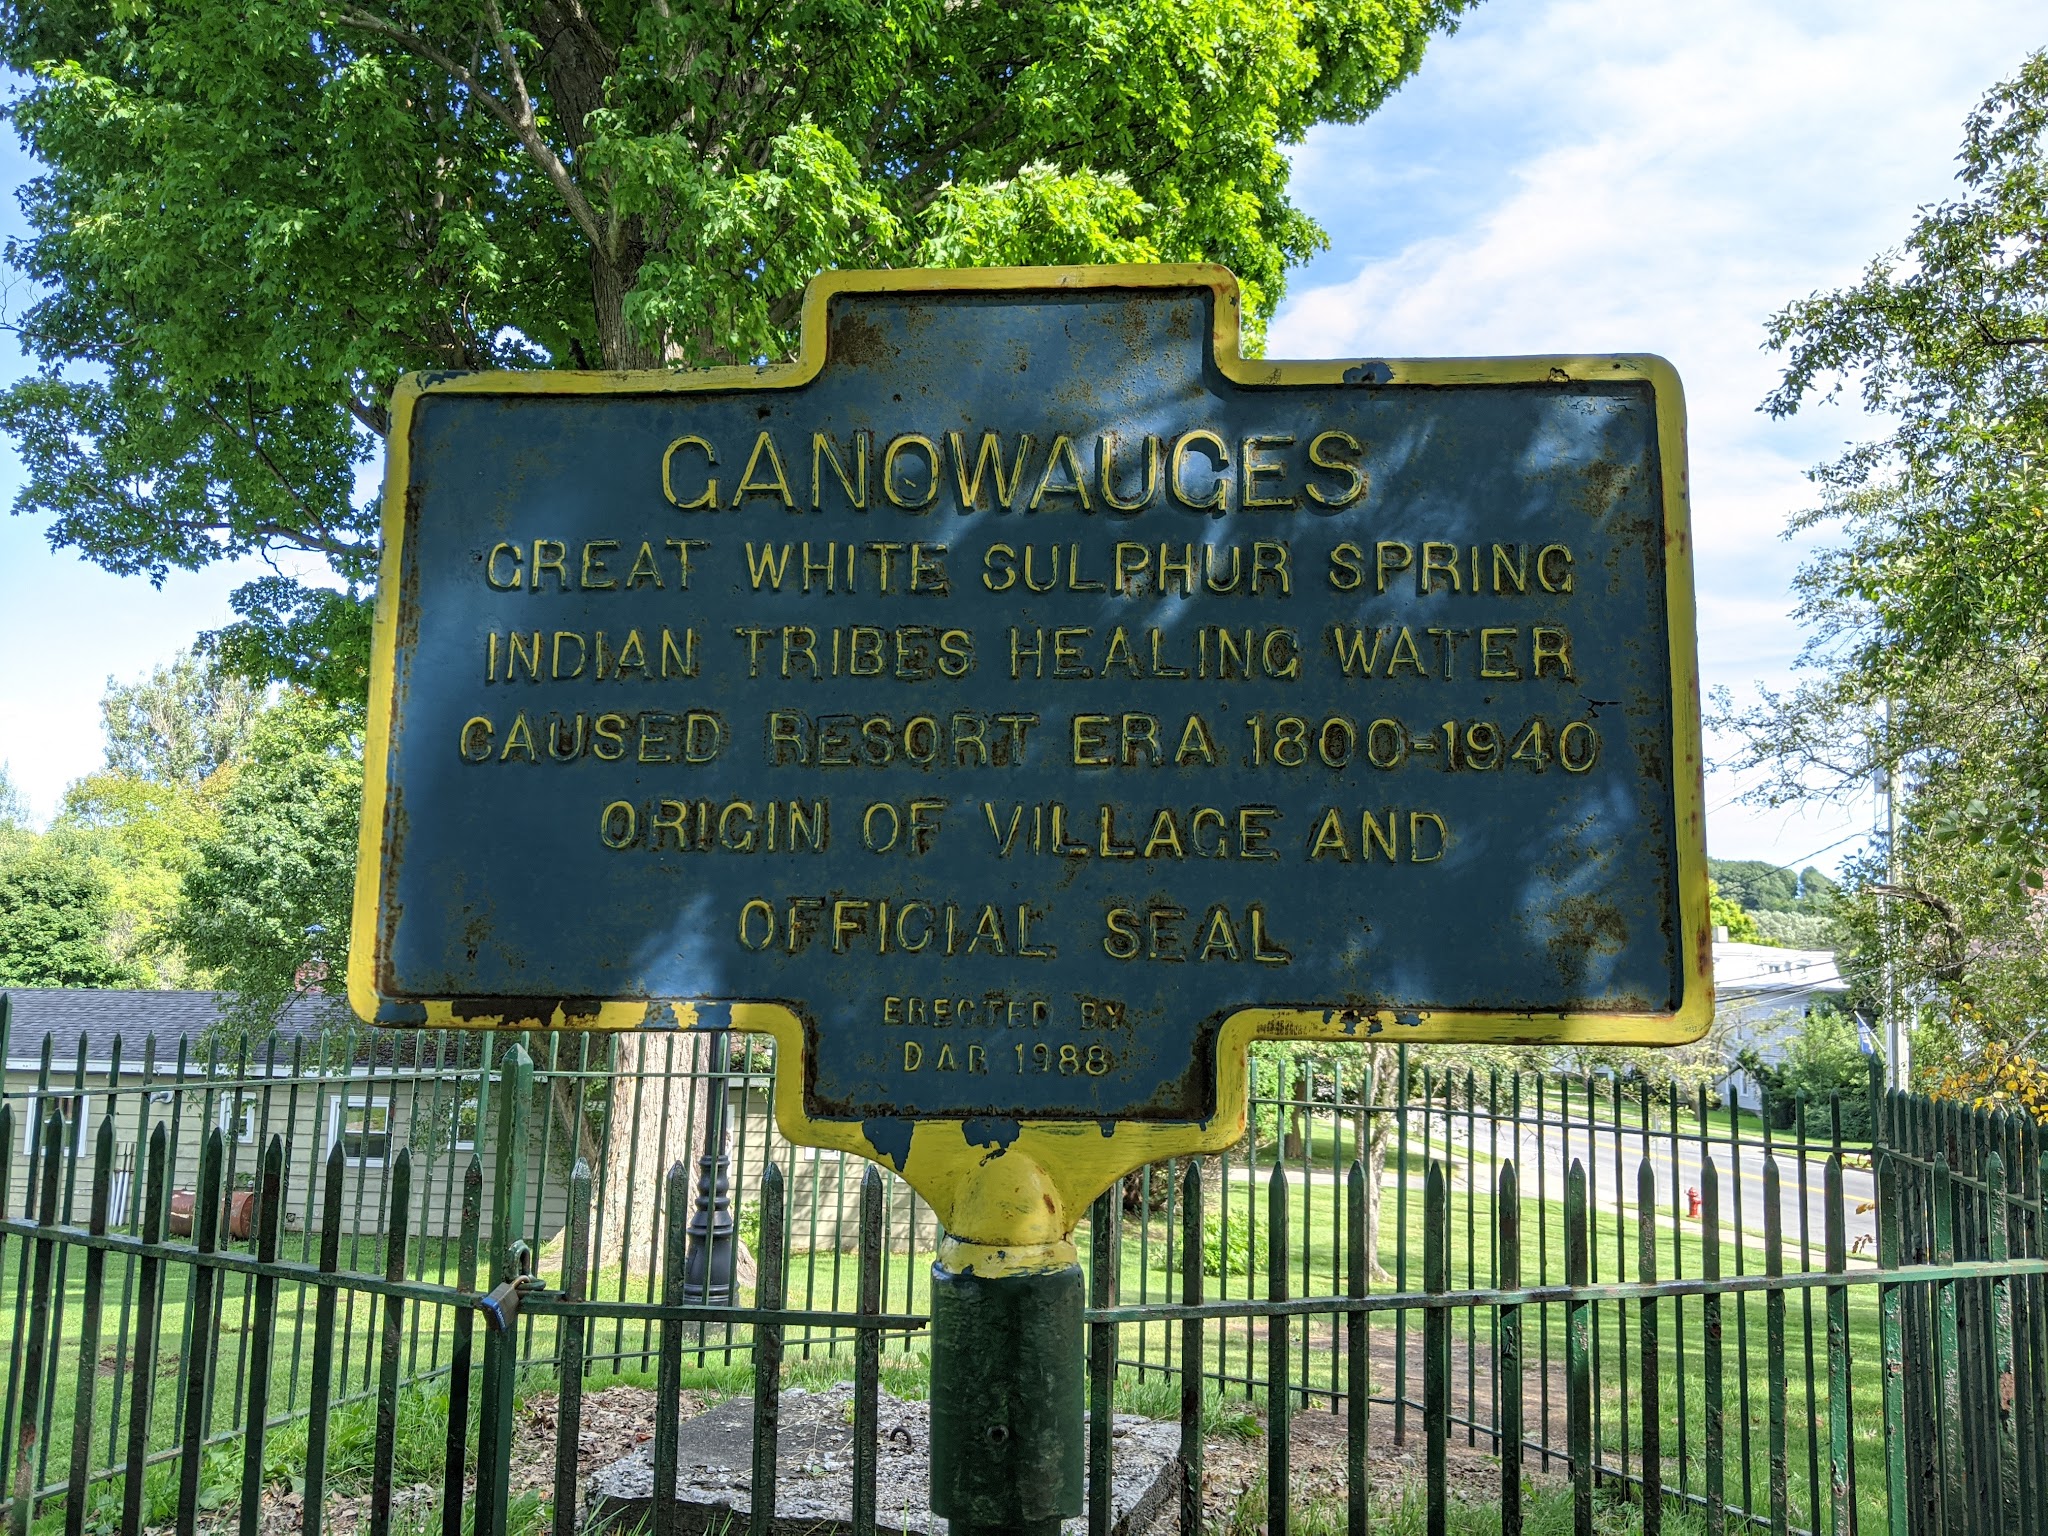 GANOWAUGES
GREAT WHITE SULPHUR SPRING
INDIAN TRIBES HEALING WATER
CAUSED RESORT ERA 1800-1940
ORIGIN OF VILLAGE AND
OFFICIAL SEAL
ERECTED BY
DAR 1988